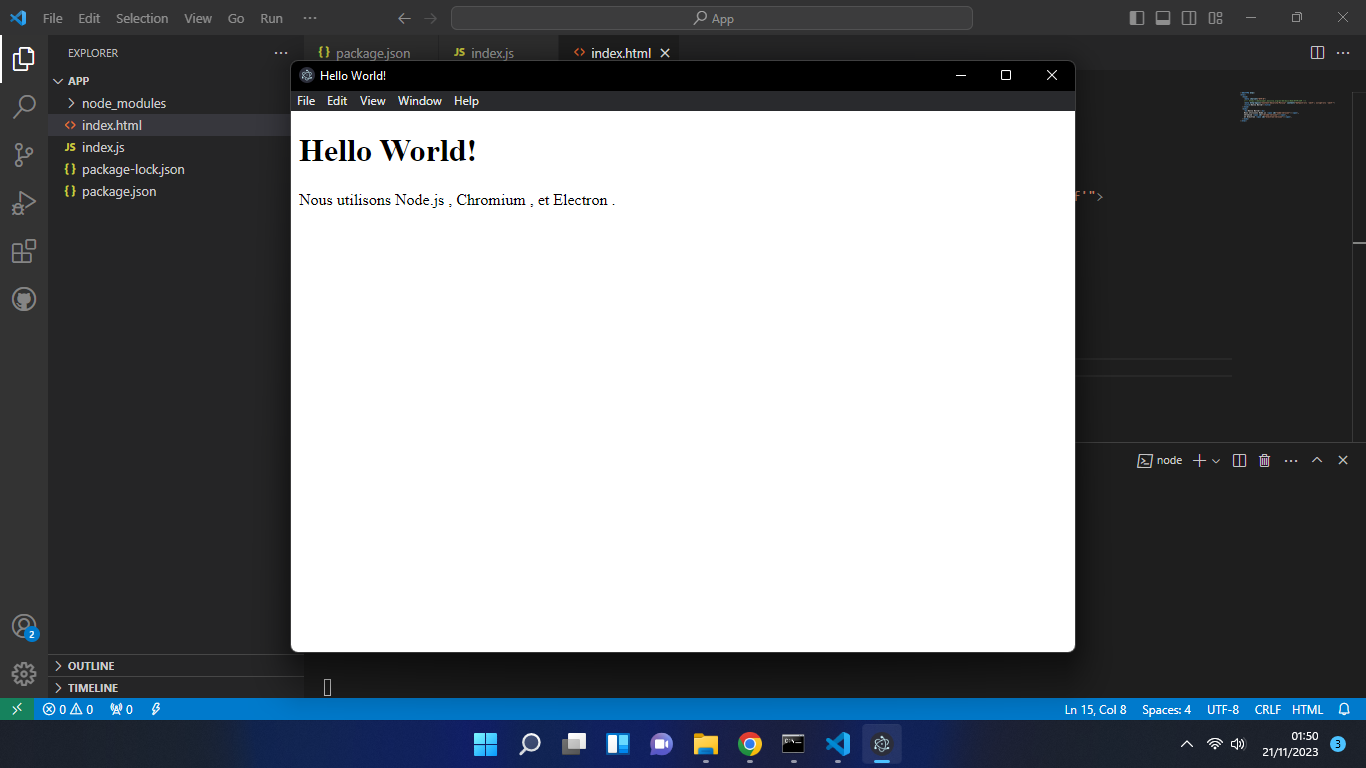 File Edit Selection View Go Run ··· App
EXPLORER ···
package.json
JS index.js
<> index.html
APP
node_modules
<> index.html
JS index.js
{} package-lock.json
{} package.json
Hello World!
File Edit View Window Help
Hello World!
Nous utilisons Node.js , Chromium , et Electron .
'">
node
2
OUTLINE
TIMELINE
0 0 0
Ln 15, Col 8 Spaces: 4 UTF-8 CRLF HTML
01:50
21/11/2023
3